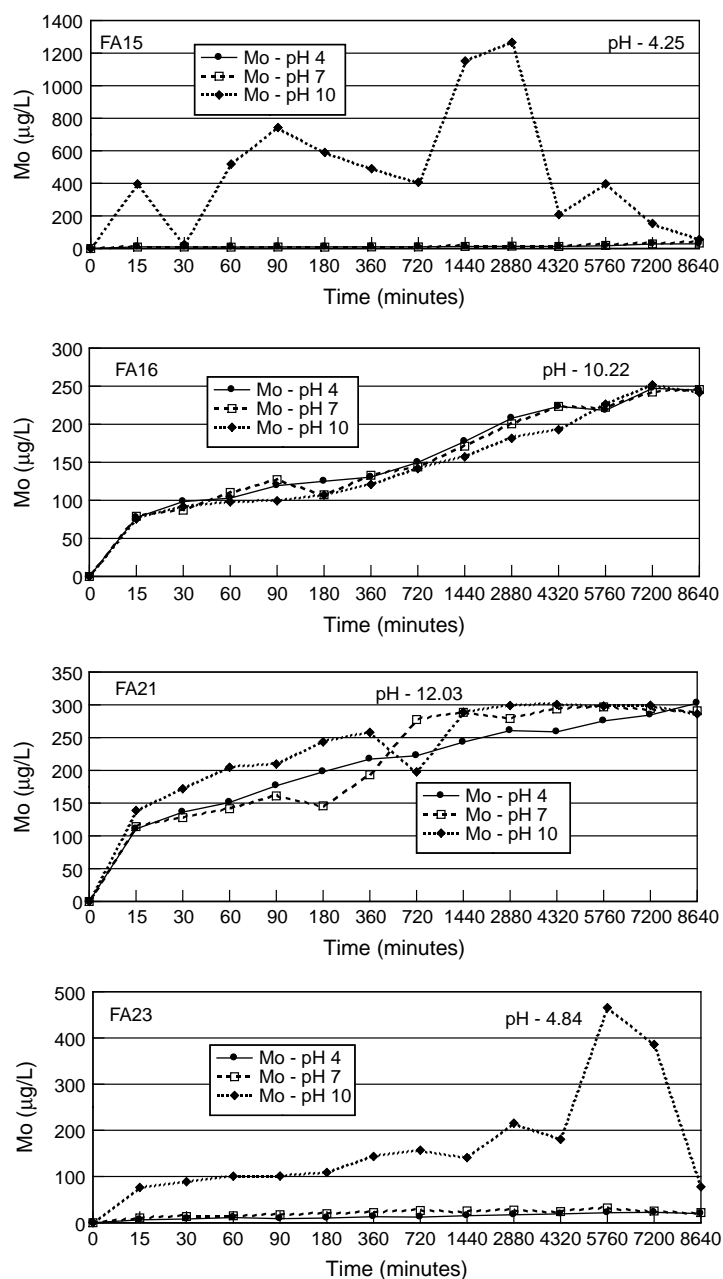 1400
FA15
pH - 4.25
1200
Mo - pH 4
Mo - pH 7
Mo - pH 10
1000
800
600
400
200
0
Mo (µg/L)
0 15 30 60 90 180 360 720 1440 2880 4320 5760 7200 8640
Time (minutes)
300
FA16
pH - 10.22
250
Mo - pH 4
Mo - pH 7
Mo - pH 10
200
150
100
50
0
Mo (µg/L)
0 15 30 60 90 180 360 720 1440 2880 4320 5760 7200 8640
Time (minutes)
350
FA21
pH - 12.03
300
250
200
150
100
50
0
Mo (µg/L)
Mo - pH 4
Mo - pH 7
Mo - pH 10
0 15 30 60 90 180 360 720 1440 2880 4320 5760 7200 8640
Time (minutes)
500
FA23
pH - 4.84
400
Mo - pH 4
Mo - pH 7
Mo - pH 10
300
200
100
0
Mo (µg/L)
0 15 30 60 90 180 360 720 1440 2880 4320 5760 7200 8640
Time (minutes)